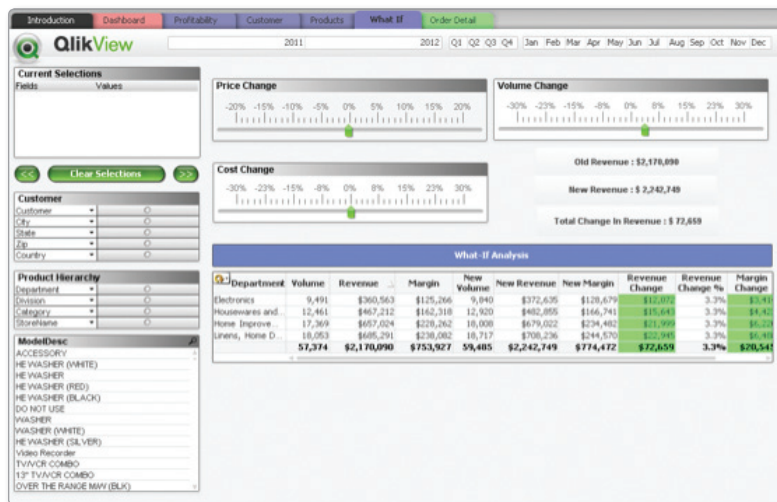 Introduction Dashboard Profitability Customer Products What If Order Detail
QlikView 2011 2012 Q1 Q2 Q3 Q4 Jan Feb Mar Apr May Jun Jul Aug Sep Oct Nov Dec
Current Selections
Fields Values
Price Change
-20% -15% -10% -5% 0% 5% 10% 15% 20%
Volume Change
-30% -23% -15% -8% 0% 8% 15% 23% 30%
<< Clear Selections >>
Cost Change
-30% -23% -15% -8% 0% 8% 15% 23% 30%
Old Revenue : $2,170,090
New Revenue : $ 2,242,749
Total Change In Revenue : $ 72,659
Customer
Customer
City
State
Zip
Country
Product Hierarchy
Department
Division
Category
StoreName
What-If Analysis
Department Volume Revenue Margin New Volume New Revenue New Margin Revenue Change Revenue Change % Margin Change
Electronics 9,491 $360,563 $125,266 9,840 $372,635 $128,679 $12,072 3.3% $3,41
Housewares and... 12,461 $467,212 $162,318 12,920 $482,855 $166,741 $15,643 3.3% $4,42
Home Improve... 17,369 $657,024 $228,262 18,008 $679,022 $234,482 $21,999 3.3% $6,22
Linens, Home D... 18,053 $685,291 $238,082 18,717 $708,236 $244,570 $22,945 3.3% $6,48
57,374 $2,170,090 $753,927 59,485 $2,242,749 $774,472 $72,659 3.3% $20,54
ModelDesc
ACCESSORY
HE WASHER (WHITE)
HE WASHER
HE WASHER (RED)
HE WASHER (BLACK)
DO NOT USE
WASHER
WASHER (WHITE)
HE WASHER (SILVER)
Video Recorder
TV/VCR COMBO
13" TV/VCR COMBO
OVER THE RANGE MW (BLK)